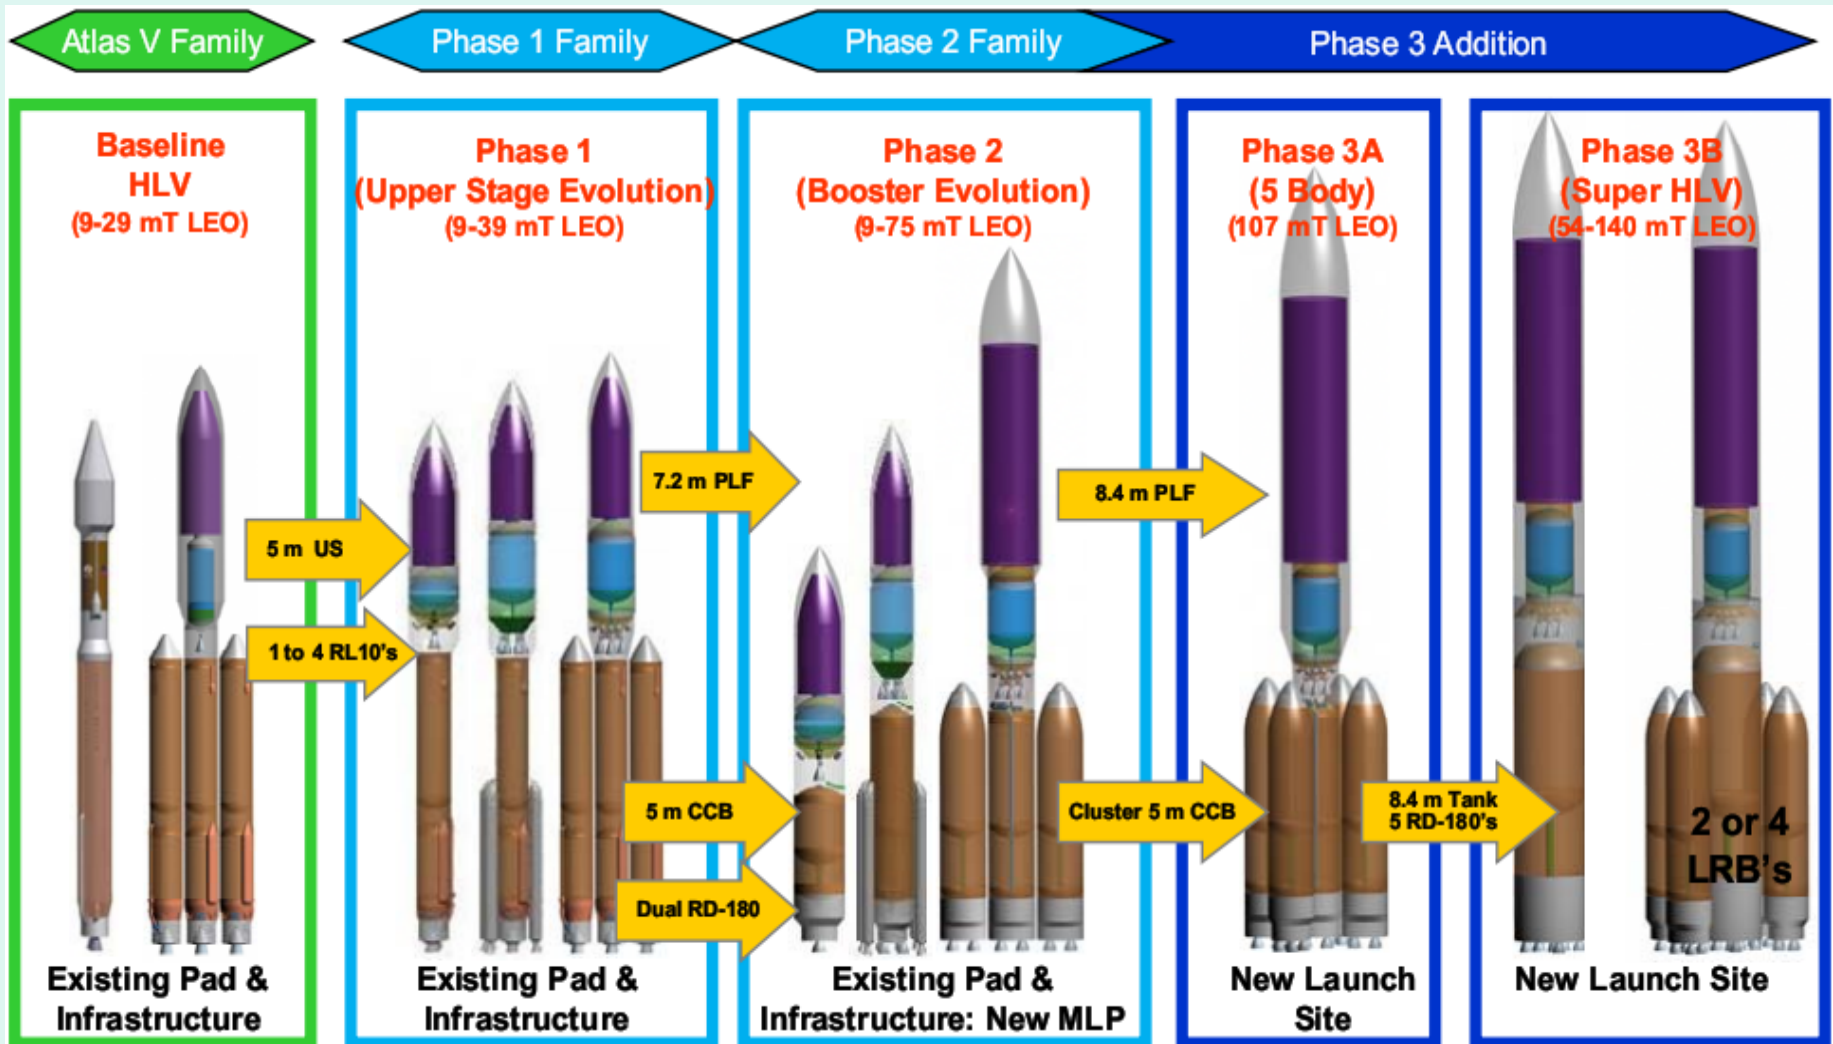 Atlas V Family
Phase 1 Family
Phase 2 Family
Phase 3 Addition
Baseline
HLV
(9-29 mT LEO)
5 m US
1 to 4 RL10's
Existing Pad &
Infrastructure
Phase 1
(Upper Stage Evolution)
(9-39 mT LEO)
7.2 m PLF
5 m CCB
Dual RD-180
Existing Pad &
Infrastructure
Phase 2
(Booster Evolution)
(9-75 mT LEO)
8.4 m PLF
Cluster 5 m CCB
Existing Pad &
Infrastructure: New MLP
Phase 3A
(5 Body)
(107 mT LEO)
8.4 m Tank
5 RD-180's
New Launch
Site
Phase 3B
(Super HLV)
(54-140 mT LEO)
2 or 4
LRB's
New Launch Site